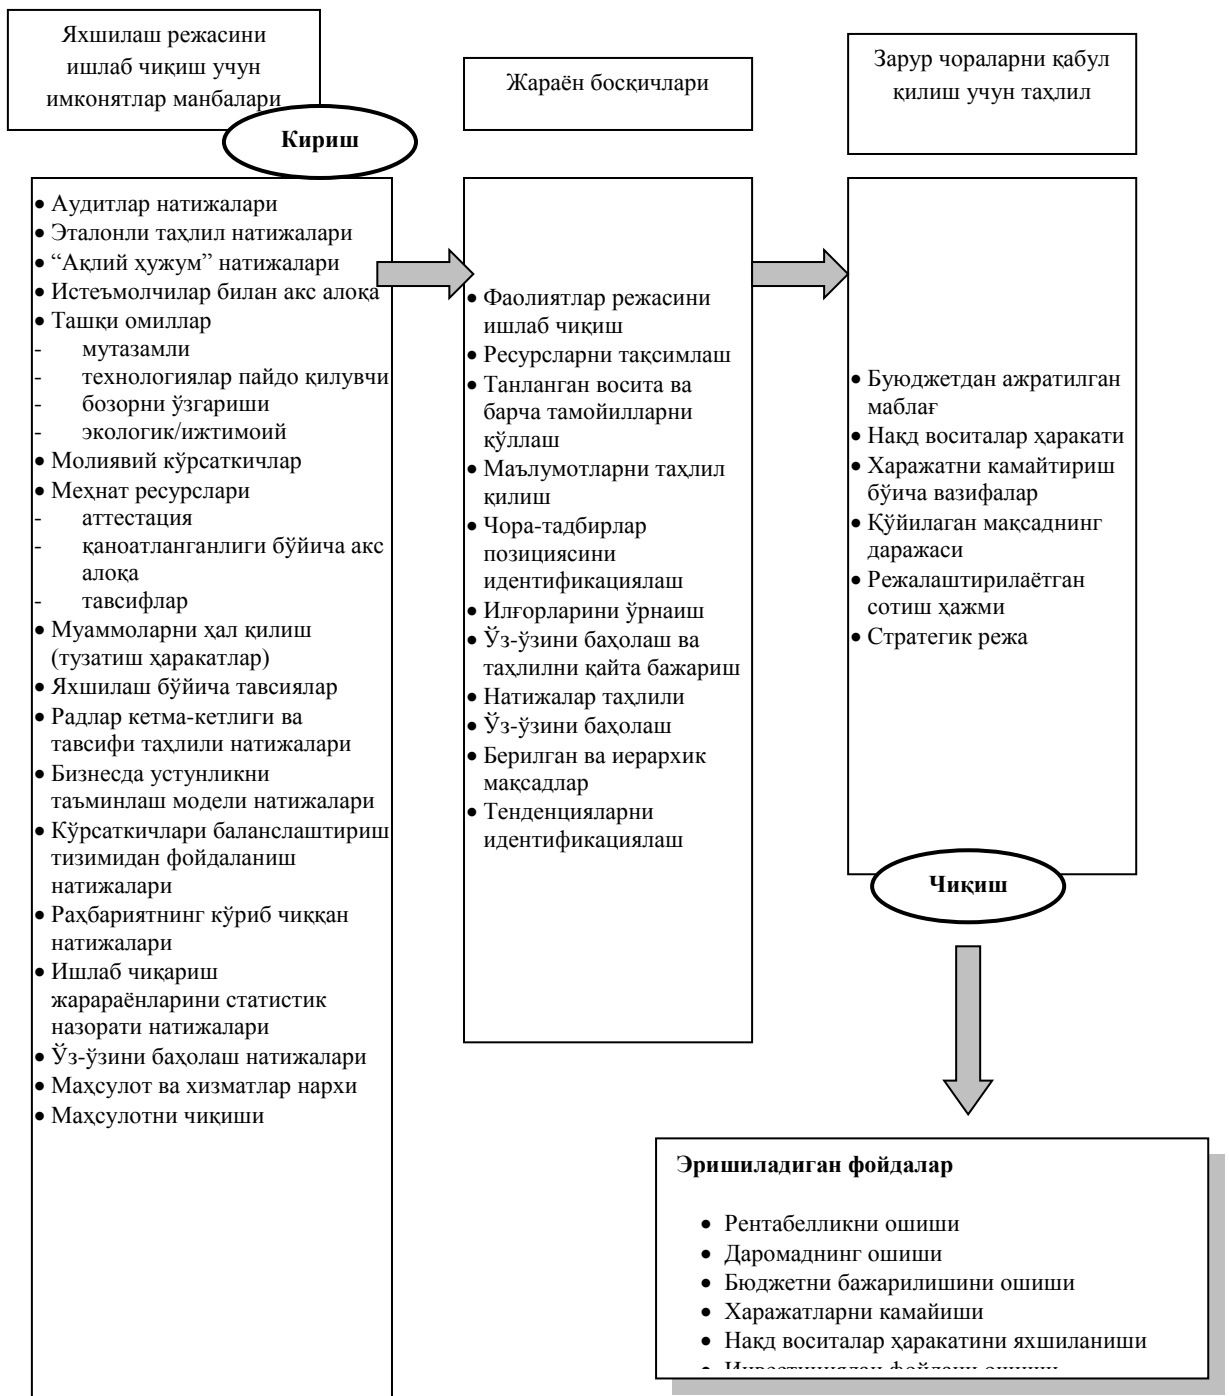 Яхшилаш режасини
ишлаб чиқиш учун
имконятлар манбалари
Кириш
Жараён босқичлари
Зарур чораларни қабул
қилиш учун таҳлил
• Аудитлар натижалари
• Эталонли таҳлил натижалари
• “Ақлий ҳужум” натижалари
• Истеъмолчилар билан акс алоқа
• Ташқи омиллар
- мутазамли
- технологиялар пайдо қилувчи
- бозорни ўзгариши
- экологик/ижтимоий
• Молиявий кўрсаткичлар
• Меҳнат ресурслари
- аттестация
- қаноатланганлиги бўйича акс
алоқа
- тавсифлар
• Муаммоларни ҳал қилиш
(тузатиш ҳаракатлар)
• Яхшилаш бўйича тавсиялар
• Радлар кетма-кетлиги ва
тавсифи таҳлили натижалари
• Бизнесда устунликни
таъминлаш модели натижалари
• Кўрсаткичлари баланслаштириш
тизимидан фойдаланиш
натижалари
• Раҳбариятнинг кўриб чиққан
натижалари
• Ишлаб чиқариш
жарараёнларини статистик
назорати натижалари
• Ўз-ўзини баҳолаш натижалари
• Маҳсулот ва хизматлар нархи
• Маҳсулотни чиқиши
• Фаолиятлар режасини
ишлаб чиқиш
• Ресурсларни тақсимлаш
• Танланган восита ва
барча тамойилларни
қўллаш
• Маълумотларни таҳлил
қилиш
• Чора-тадбирлар
позициясини
идентификациялаш
• Илғорларини ўрнаиш
• Ўз-ўзини баҳолаш ва
таҳлилни қайта бажариш
• Натижалар таҳлили
• Ўз-ўзини баҳолаш
• Берилган ва иерархик
мақсадлар
• Тенденцияларни
идентификациялаш
• Буюджетдан ажратилган
маблағ
• Нақд воситалар ҳаракати
• Харажатни камайтириш
бўйича вазифалар
• Қўйилаган мақсаднинг
даражаси
• Режалаштирилаётган
сотиш ҳажми
• Стратегик режа
Чиқиш
Эришиладиган фойдалар
• Рентабелликни ошиши
• Даромаднинг ошиши
• Бюджетни бажарилишини ошиши
• Харажатларни камайиши
• Нақд воситалар ҳаракатини яхшиланиши